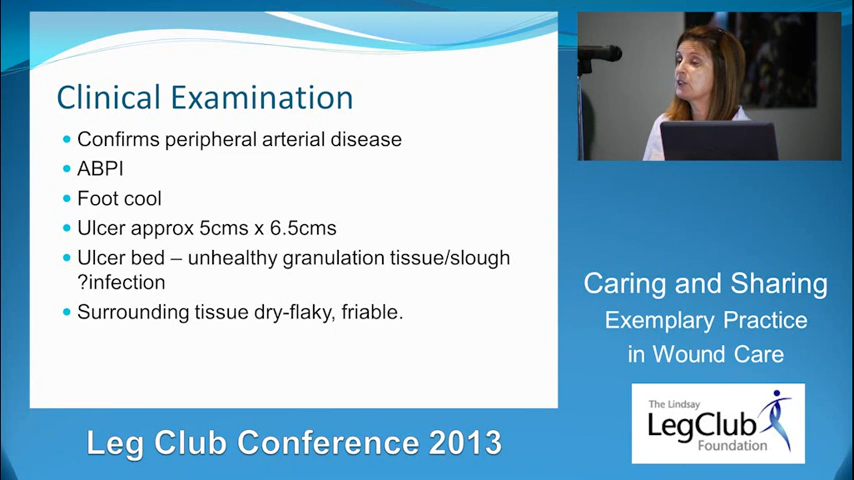 Clinical Examination
Confirms peripheral arterial disease
ABPI
Foot cool
Ulcer approx 5cms x 6.5cms
Ulcer bed – unhealthy granulation tissue/slough
?infection
Surrounding tissue dry-flaky, friable.
Caring and Sharing
Exemplary Practice
in Wound Care
The Lindsay
LegClub
Foundation
Leg Club Conference 2013